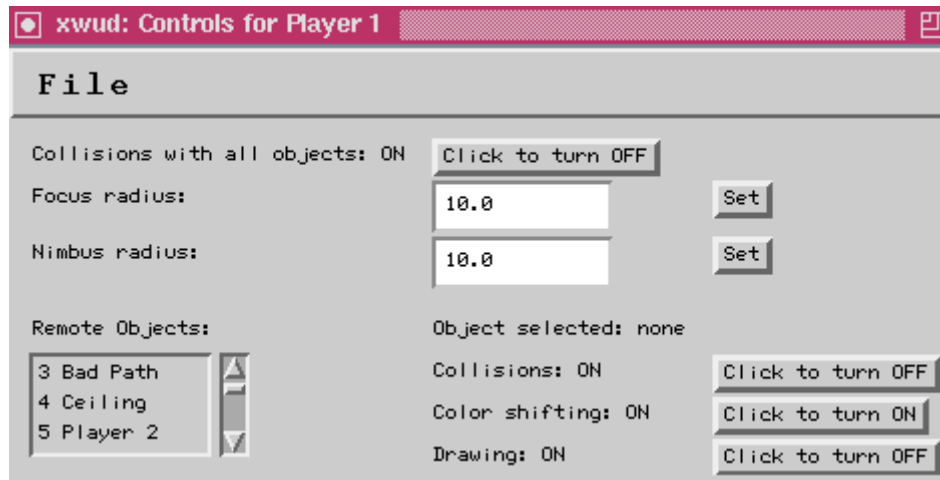 xwud: Controls for Player 1
File
Collisions with all objects: ON Click to turn OFF
Focus radius: 10.0 Set
Nimbus radius: 10.0 Set
Remote Objects: Object selected: none
3 Bad Path
Collisions: ON Click to turn OFF
4 Ceiling
Color shifting: ON Click to turn ON
5 Player 2
Drawing: ON Click to turn OFF